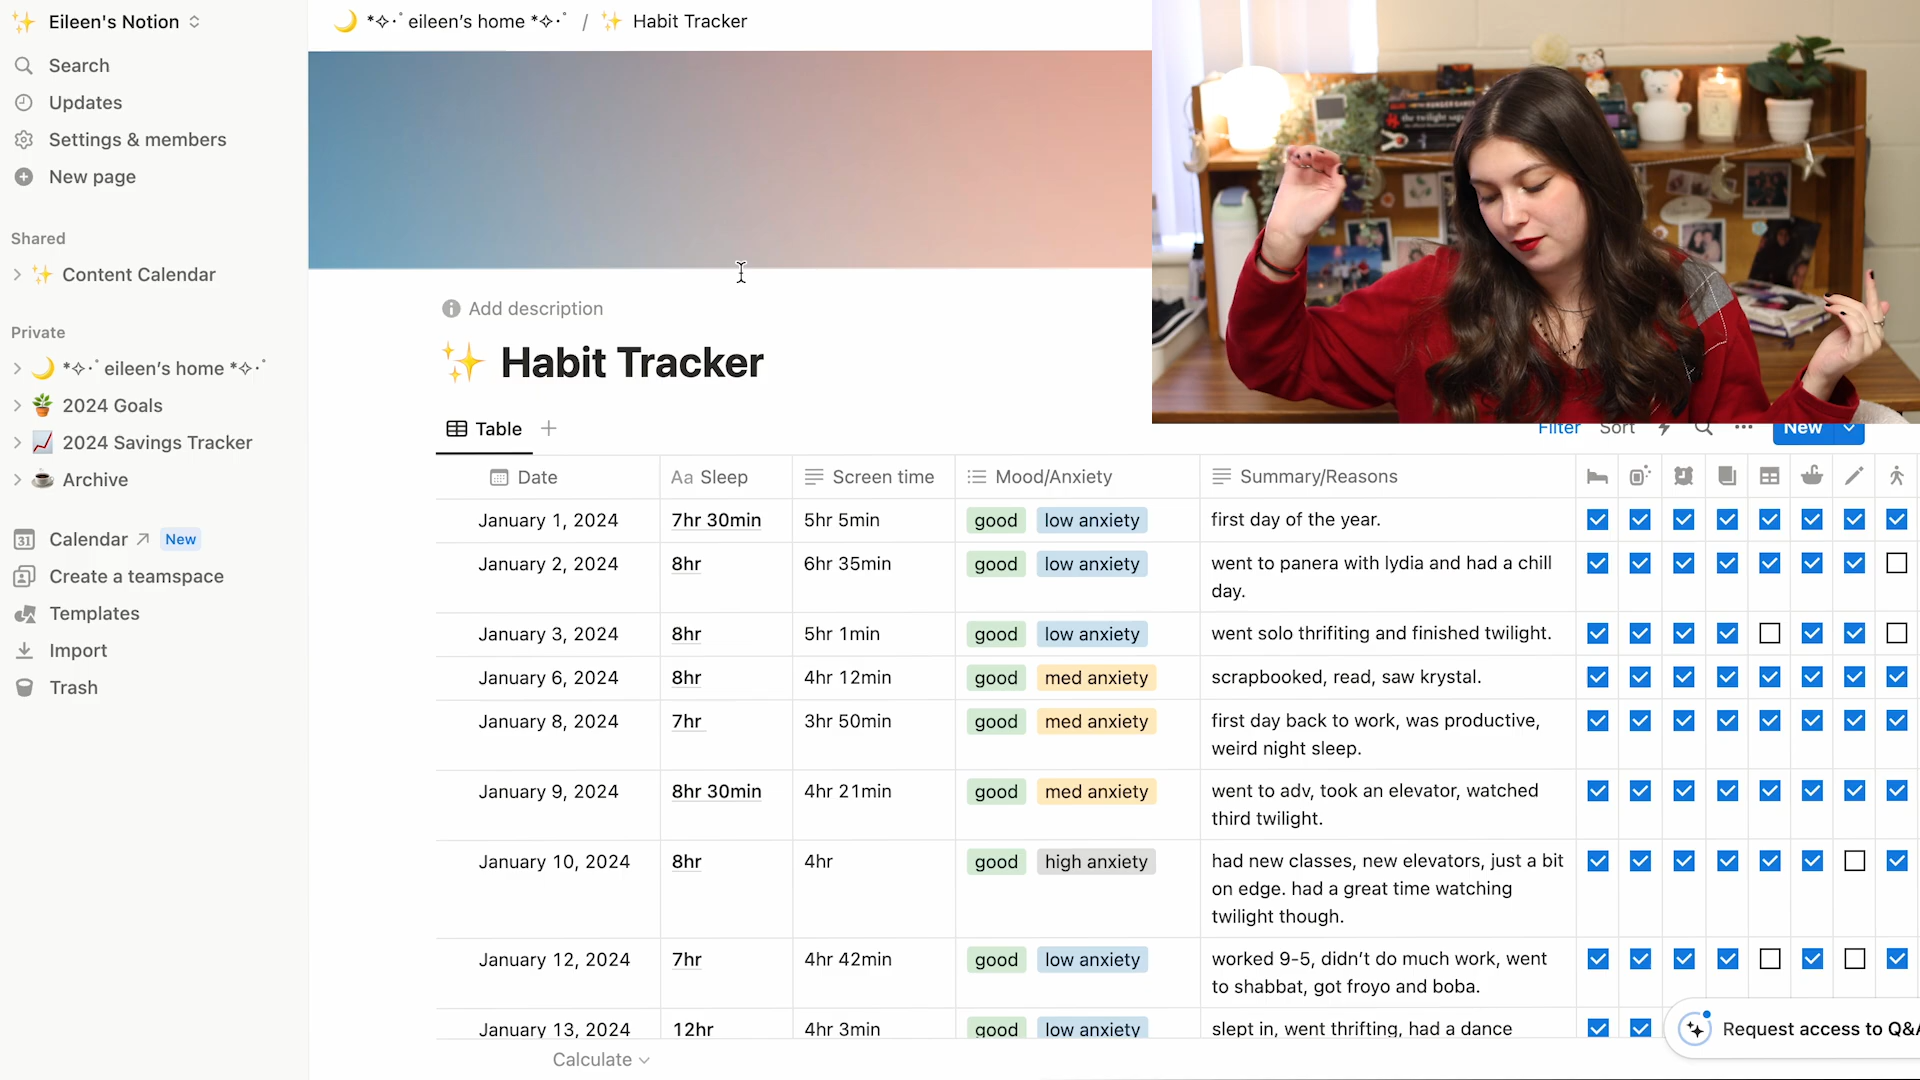 Eileen's Notion
Search
Updates
Settings & members
New page
Shared
Content Calendar
Private
*✧･ﾟ eileen’s home *✧･ﾟ
2024 Goals
2024 Savings Tracker
Archive
31 Calendar ↗ New
Create a teamspace
Templates
Import
Trash
*✧･ﾟ eileen’s home *✧･ﾟ / Habit Tracker
the twilight saga
Add description
Habit Tracker
Table
Filter Sort New
Date Aa Sleep Screen time Mood/Anxiety Summary/Reasons
January 1, 2024 7hr 30min 5hr 5min good low anxiety first day of the year.
January 2, 2024 8hr 6hr 35min good low anxiety went to panera with lydia and had a chill
day.
January 3, 2024 8hr 5hr 1min good low anxiety went solo thrifiting and finished twilight.
January 6, 2024 8hr 4hr 12min good med anxiety scrapbooked, read, saw krystal.
January 8, 2024 7hr 3hr 50min good med anxiety first day back to work, was productive,
weird night sleep.
January 9, 2024 8hr 30min 4hr 21min good med anxiety went to adv, took an elevator, watched
third twilight.
January 10, 2024 8hr 4hr good high anxiety had new classes, new elevators, just a bit
on edge. had a great time watching
twilight though.
January 12, 2024 7hr 4hr 42min good low anxiety worked 9-5, didn’t do much work, went
to shabbat, got froyo and boba.
January 13, 2024 12hr 4hr 3min good low anxiety slept in, went thrifting, had a dance
Calculate
Request access to Q&A